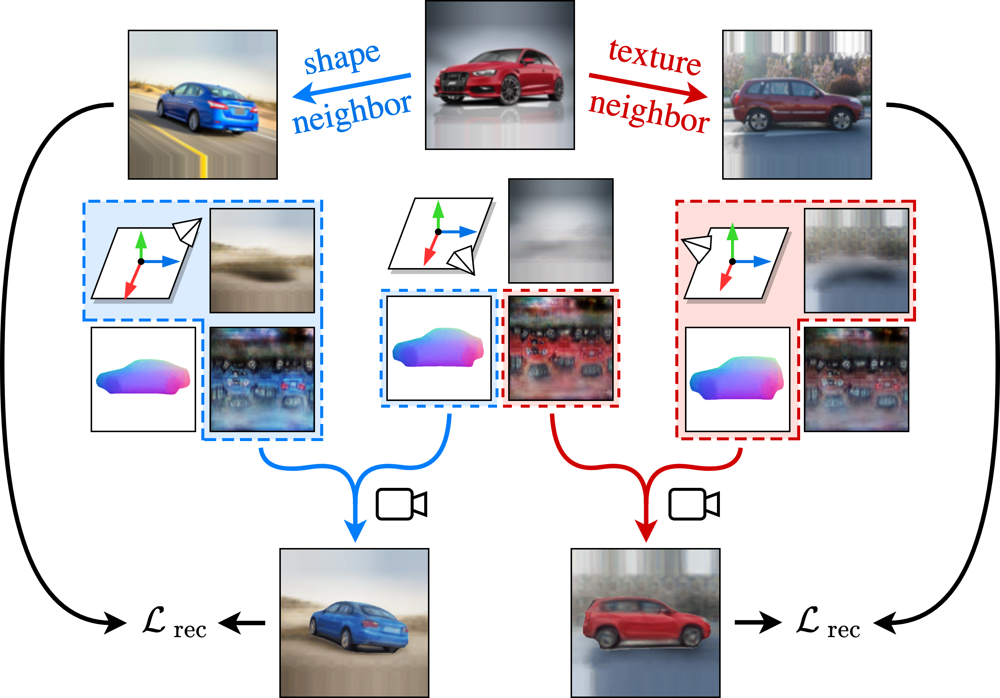 shape
neighbor
texture
neighbor
ℒ rec
ℒ rec